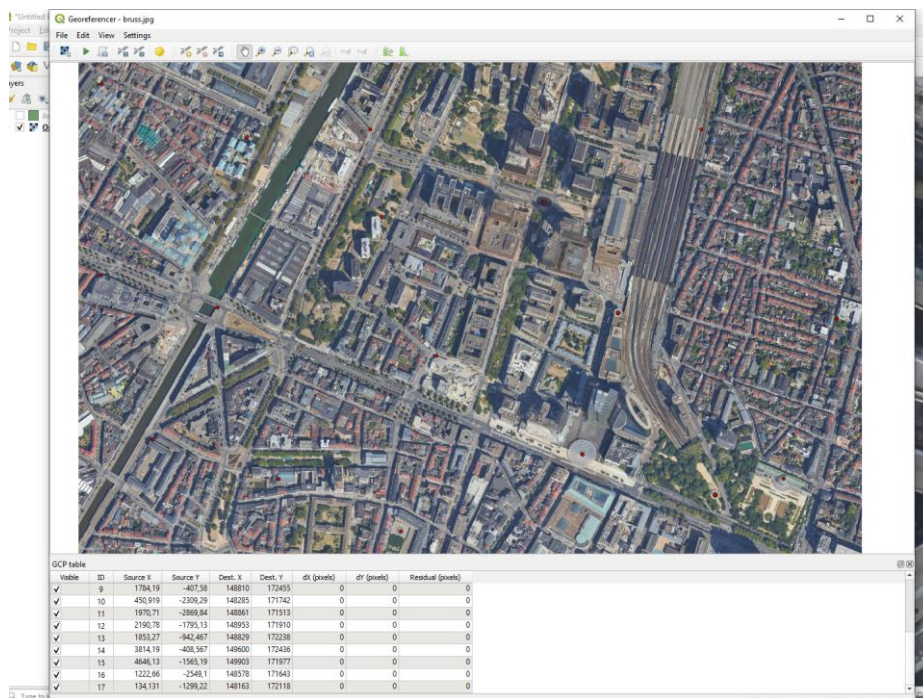 "Untitled
Georeferencer - bruss.jpg
Project
File Edit View Settings
ayers
GCP table
Visible ID Source X Source Y Dest. X Dest. Y dX (pixels) dY (pixels) Residual (pixels)
9 1784,19 -407,58 148810 172455 0 0 0
10 450,919 -2309,29 148285 171742 0 0 0
11 1970,71 -2869,84 148861 171513 0 0 0
12 2190,78 -1795,13 148953 171910 0 0 0
13 1853,27 -942,467 148829 172238 0 0 0
14 3814,19 -408,567 149600 172436 0 0 0
15 4646,13 -1565,19 149903 171977 0 0 0
16 1222,66 -2549,1 148578 171643 0 0 0
17 134,131 -1299,22 148163 172118 0 0 0
Type to